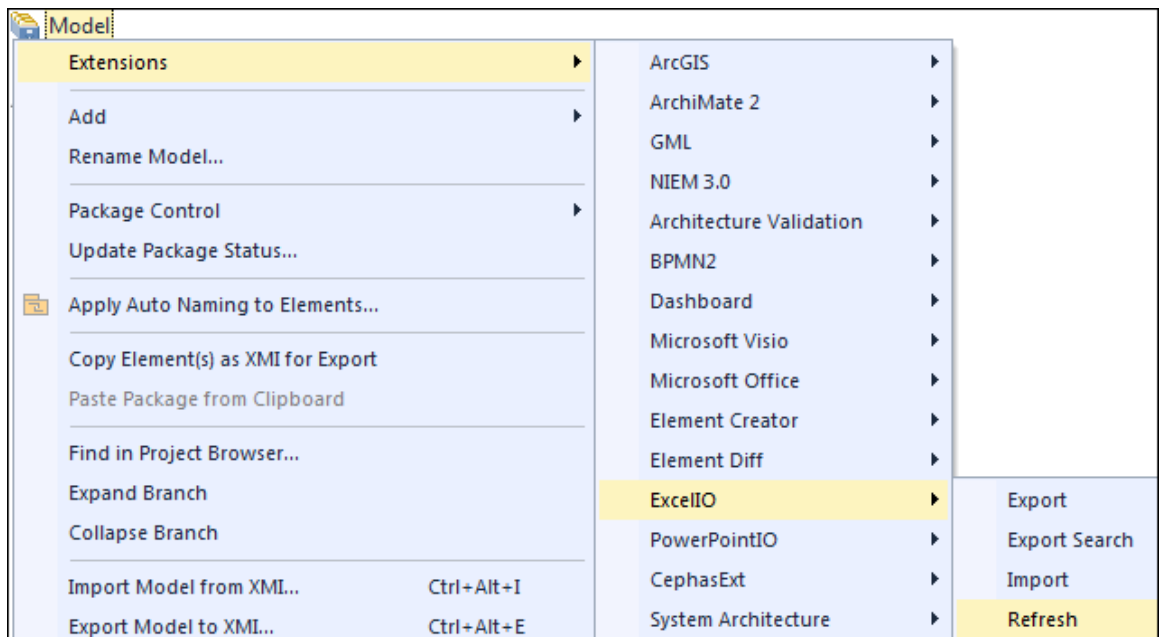 Model
Extensions
Add
Rename Model...
Package Control
Update Package Status...
Apply Auto Naming to Elements...
Copy Element(s) as XMI for Export
Paste Package from Clipboard
Find in Project Browser...
Expand Branch
Collapse Branch
Import Model from XMI... Ctrl+Alt+I
Export Model to XMI... Ctrl+Alt+E
ArcGIS
ArchiMate 2
GML
NIEM 3.0
Architecture Validation
BPMN2
Dashboard
Microsoft Visio
Microsoft Office
Element Creator
Element Diff
ExcelIO
PowerPointIO
CephasExt
System Architecture
Export
Export Search
Import
Refresh